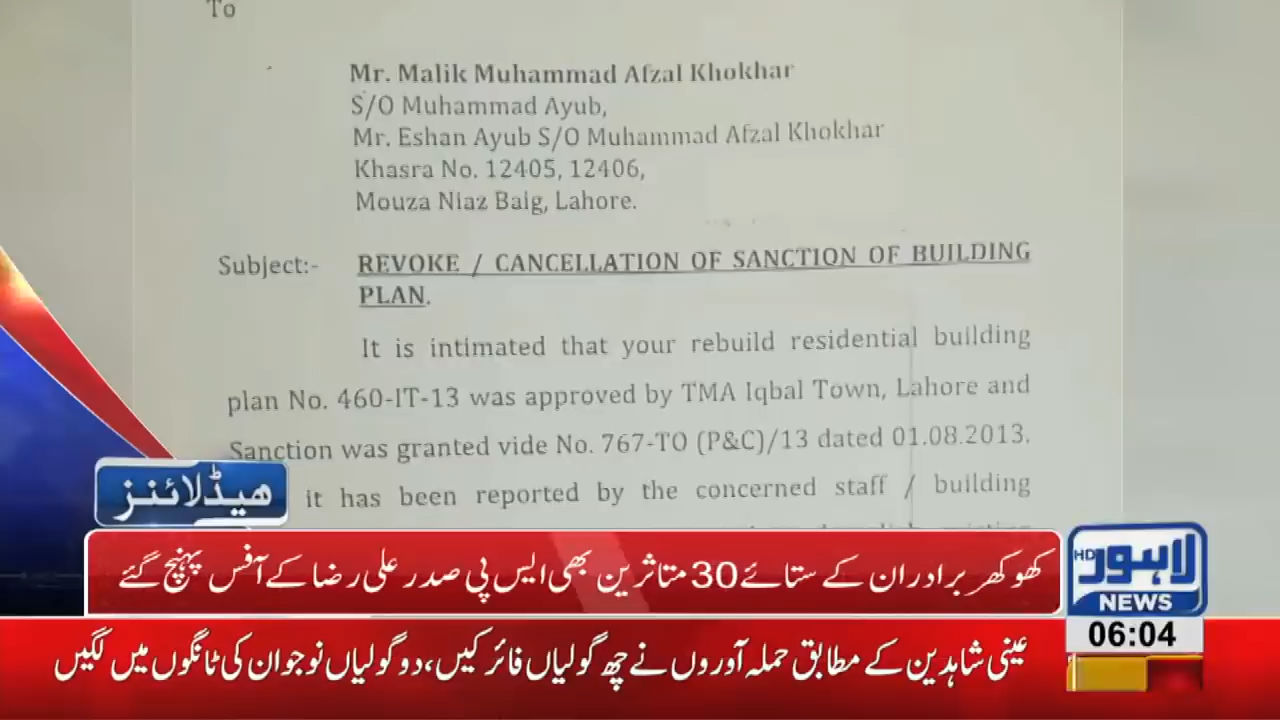 To
Mr. Malik Muhammad Afzal Khokhar
S/O Muhammad Ayub,
Mr. Eshan Ayub S/O Muhammad Afzal Khokhar
Khasra No. 12405, 12406,
Mouza Niaz Baig, Lahore.
Subject:- REVOKE / CANCELLATION OF SANCTION OF BUILDING
PLAN.
It is intimated that your rebuild residential building
plan No. 460-IT-13 was approved by TMA Iqbal Town, Lahore and
Sanction was granted vide No. 767-TO (P&C)/13 dated 01.08.2013.
it has been reported by the concerned staff / building
ھیڈلائنز
کھوکھر برادران کے ستائے 30 متاثرین بھی ایس پی صدر علی رضا کے آفس پہنچ گئے
HD لاہور
NEWS
06:04
عینی شاہدین کے مطابق حملہ آوروں نے چھ گولیاں فائر کیں، دو گولیاں نوجوان کی ٹانگوں میں لگیں